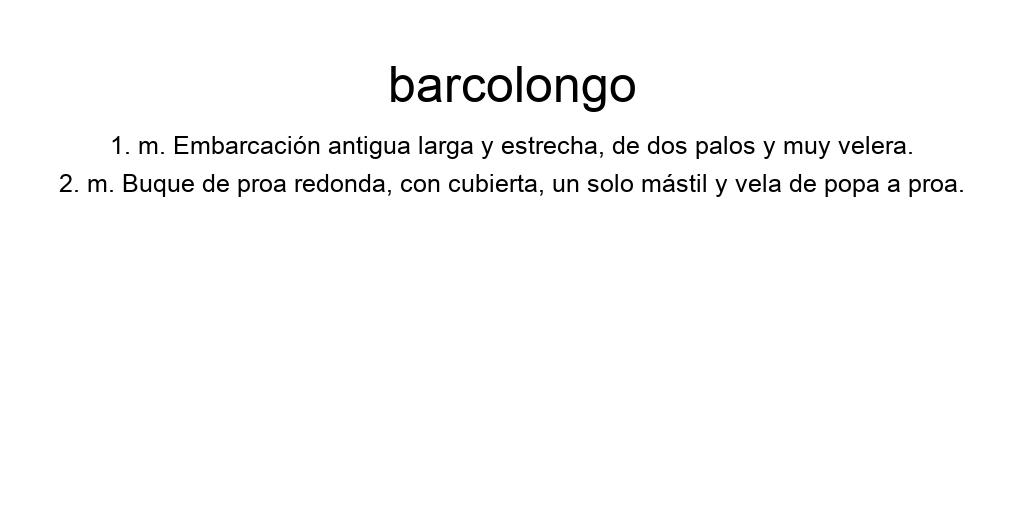 barcolongo
1. m. Embarcación antigua larga y estrecha, de dos palos y muy velera.
2. m. Buque de proa redonda, con cubierta, un solo mástil y vela de popa a proa.